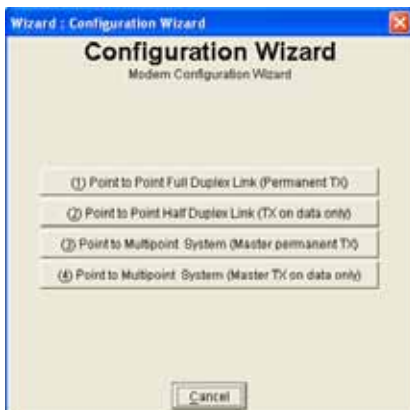 Wizard : Configuration Wizard
Configuration Wizard
Modem Configuration Wizard
(1) Point to Point Full Duplex Link (Permanent TX)
(2) Point to Point Half Duplex Link (TX on data only)
(3) Point to Multipoint System (Master permanent TX)
(4) Point to Multipoint System (Master TX on data only)
Cancel